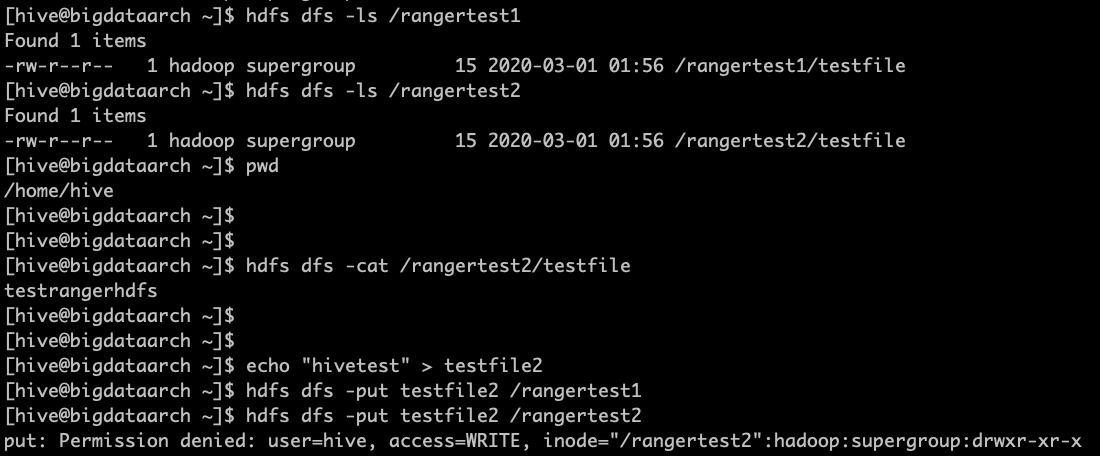 [hive@bigdataarch ~]$ hdfs dfs -ls /rangertest1
Found 1 items
-rw-r--r--   1 hadoop supergroup         15 2020-03-01 01:56 /rangertest1/testfile
[hive@bigdataarch ~]$ hdfs dfs -ls /rangertest2
Found 1 items
-rw-r--r--   1 hadoop supergroup         15 2020-03-01 01:56 /rangertest2/testfile
[hive@bigdataarch ~]$ pwd
/home/hive
[hive@bigdataarch ~]$
[hive@bigdataarch ~]$
[hive@bigdataarch ~]$ hdfs dfs -cat /rangertest2/testfile
testrangerhdfs
[hive@bigdataarch ~]$
[hive@bigdataarch ~]$
[hive@bigdataarch ~]$ echo "hivetest" > testfile2
[hive@bigdataarch ~]$ hdfs dfs -put testfile2 /rangertest1
[hive@bigdataarch ~]$ hdfs dfs -put testfile2 /rangertest2
put: Permission denied: user=hive, access=WRITE, inode="/rangertest2":hadoop:supergroup:drwxr-xr-x